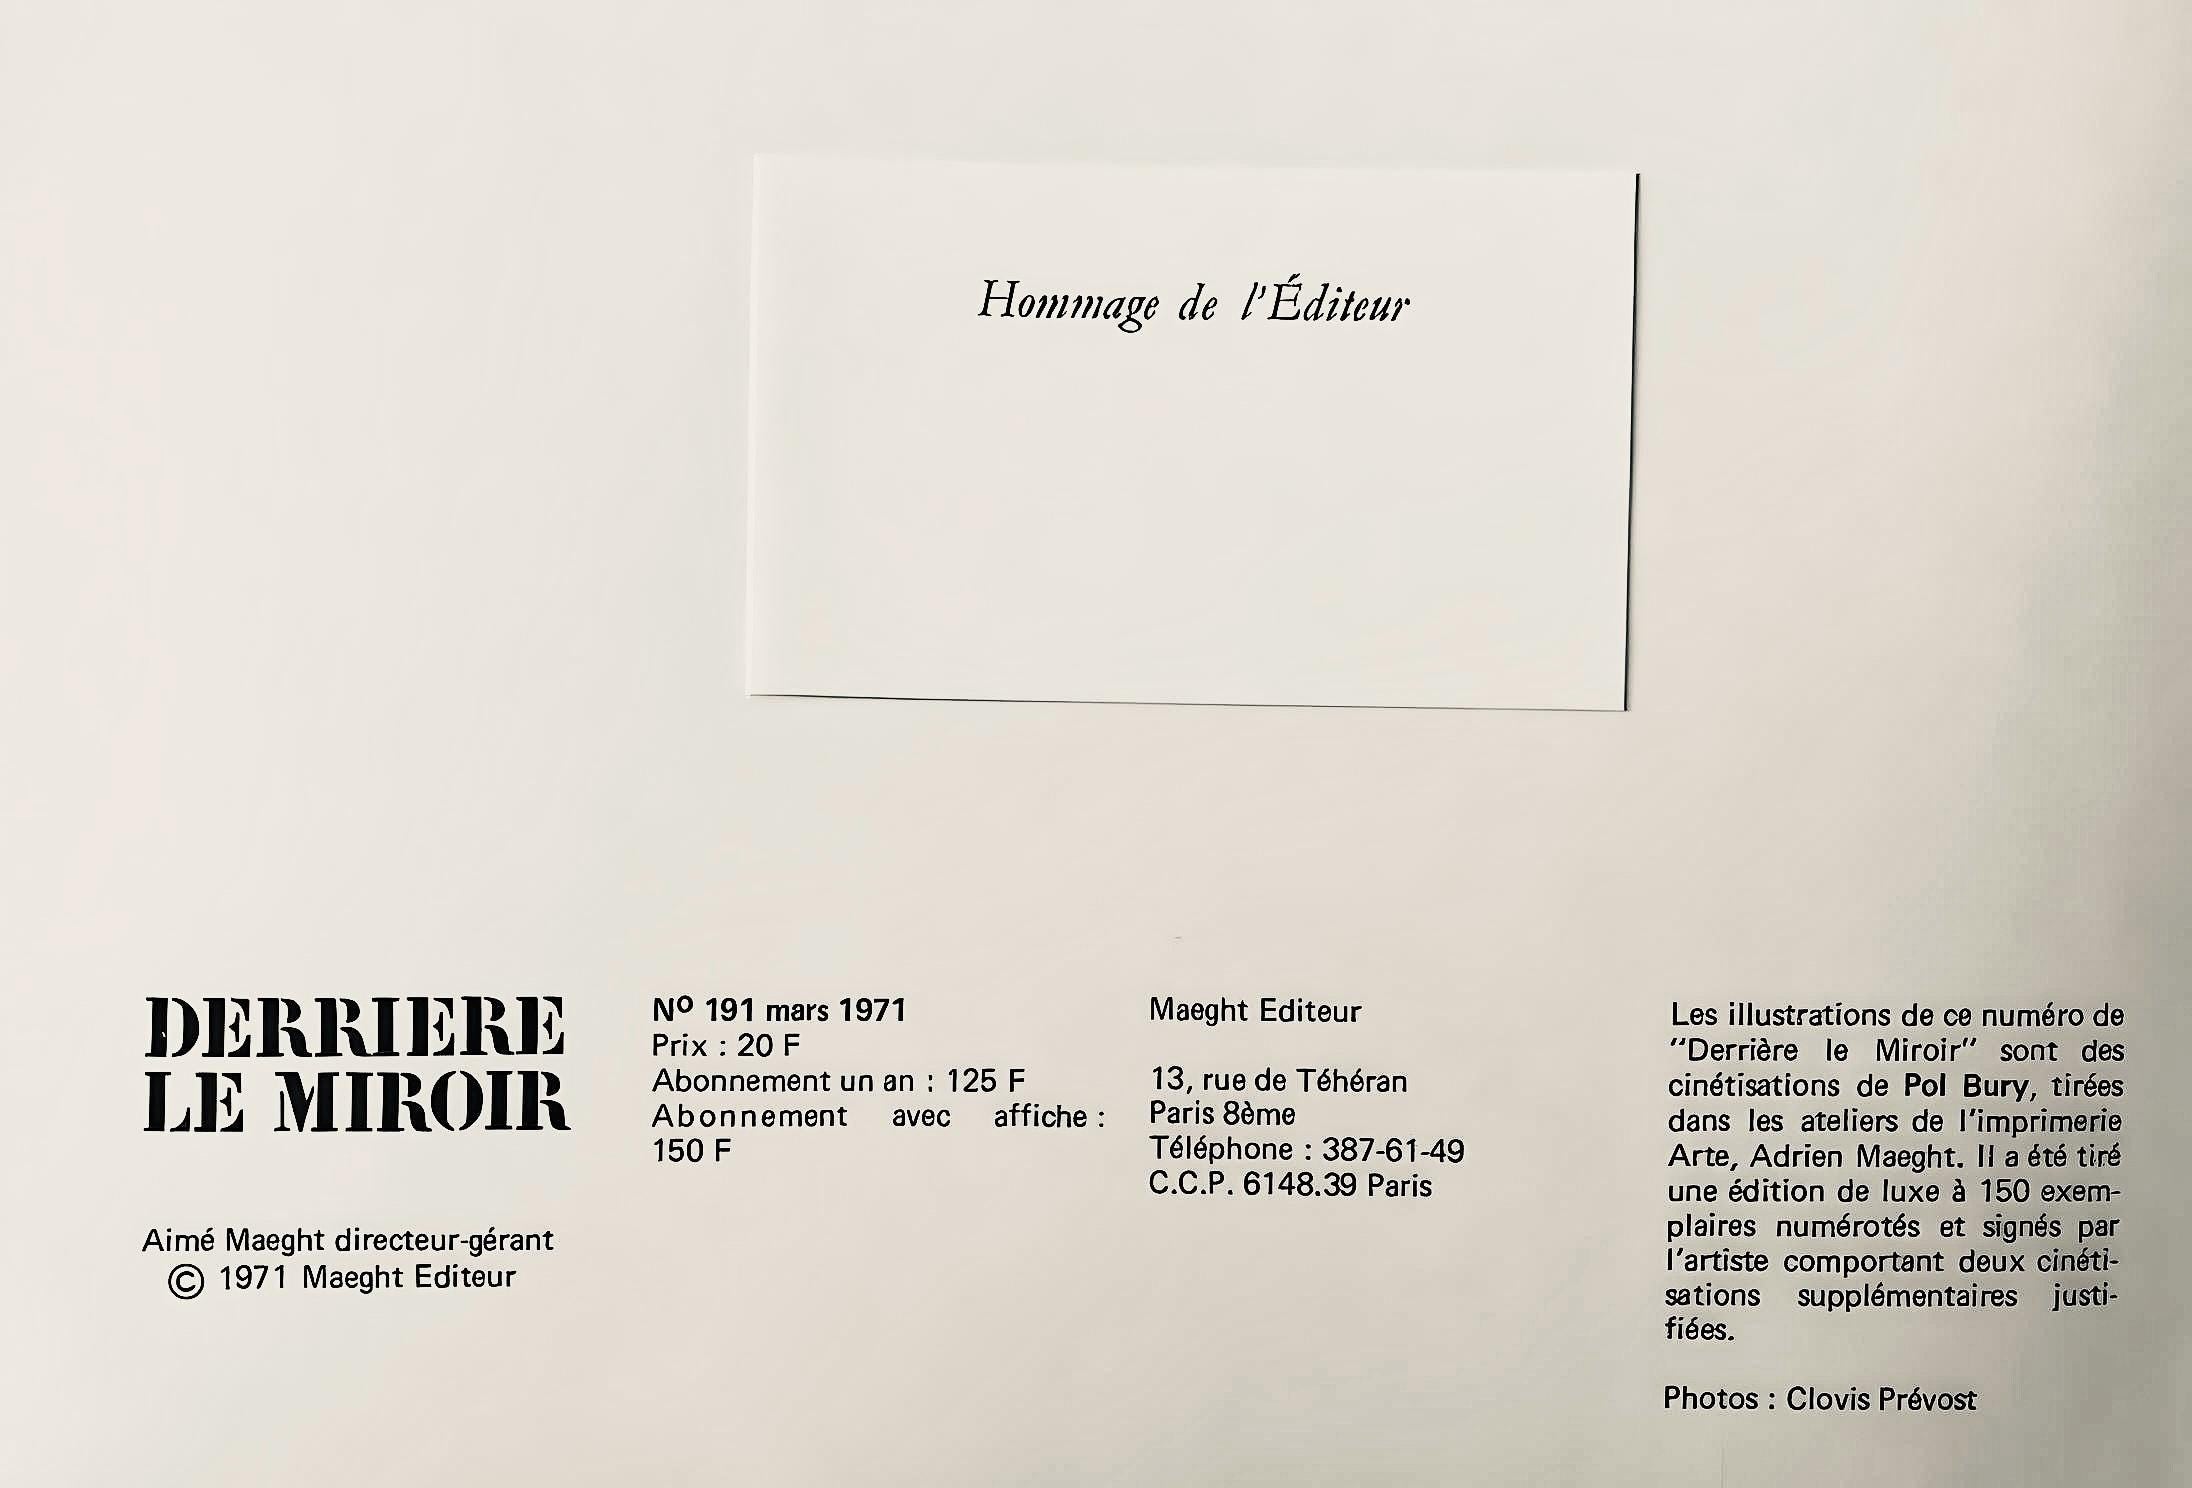 Hommage de l'Éditeur
DERRIERE
LE MIROIR
Aimé Maeght directeur-gérant
© 1971 Maeght Editeur
Nº 191 mars 1971
Prix : 20 F
Abonnement un an : 125 F
Abonnement avec affiche :
150 F
Maeght Editeur
13, rue de Téhéran
Paris 8ème
Téléphone : 387-61-49
C.C.P. 6148.39 Paris
Les illustrations de ce numéro de
"Derrière le Miroir" sont des
cinétisations de Pol Bury, tirées
dans les ateliers de l'imprimerie
Arte, Adrien Maeght. Il a été tiré
une édition de luxe à 150 exem-
plaires numérotés et signés par
l'artiste comportant deux cinéti-
sations supplémentaires justi-
fiées.
Photos : Clovis Prévost